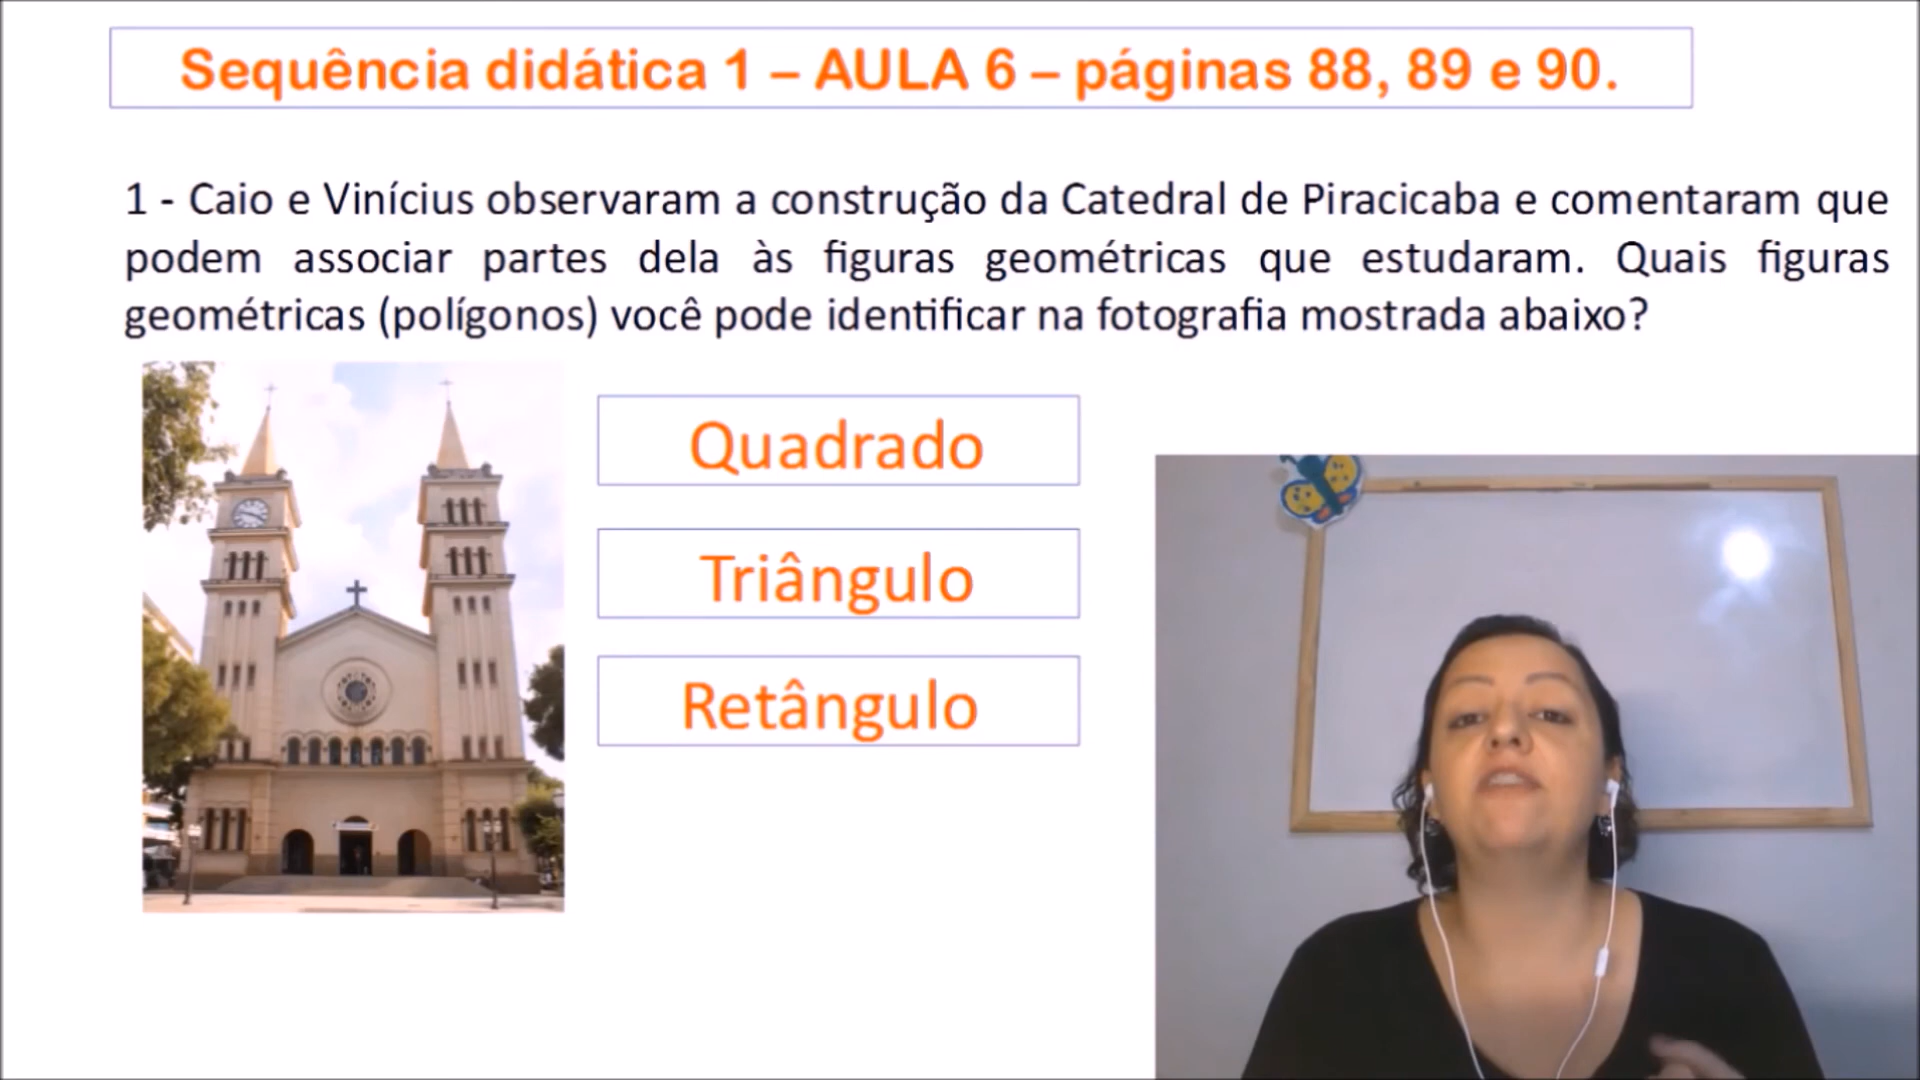 Sequência didática 1 – AULA 6 – páginas 88, 89 e 90.
1 - Caio e Vinícius observaram a construção da Catedral de Piracicaba e comentaram que
podem associar partes dela às figuras geométricas que estudaram. Quais figuras
geométricas (polígonos) você pode identificar na fotografia mostrada abaixo?
Quadrado
Triângulo
Retângulo